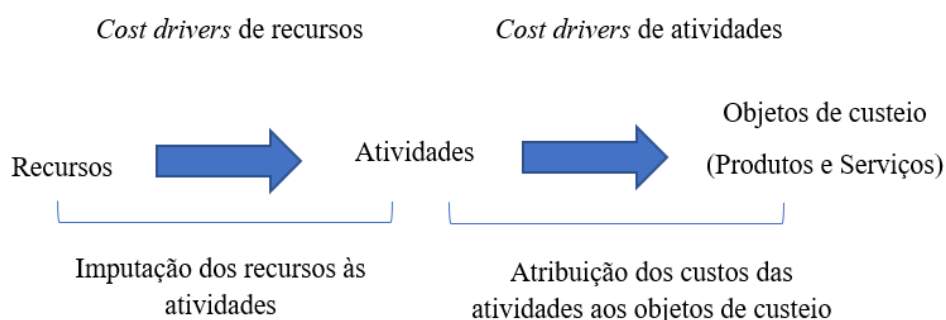 Cost drivers de recursos
Cost drivers de atividades
Recursos
Atividades
Objetos de custeio
(Produtos e Serviços)
Imputação dos recursos às
atividades
Atribuição dos custos das
atividades aos objetos de custeio